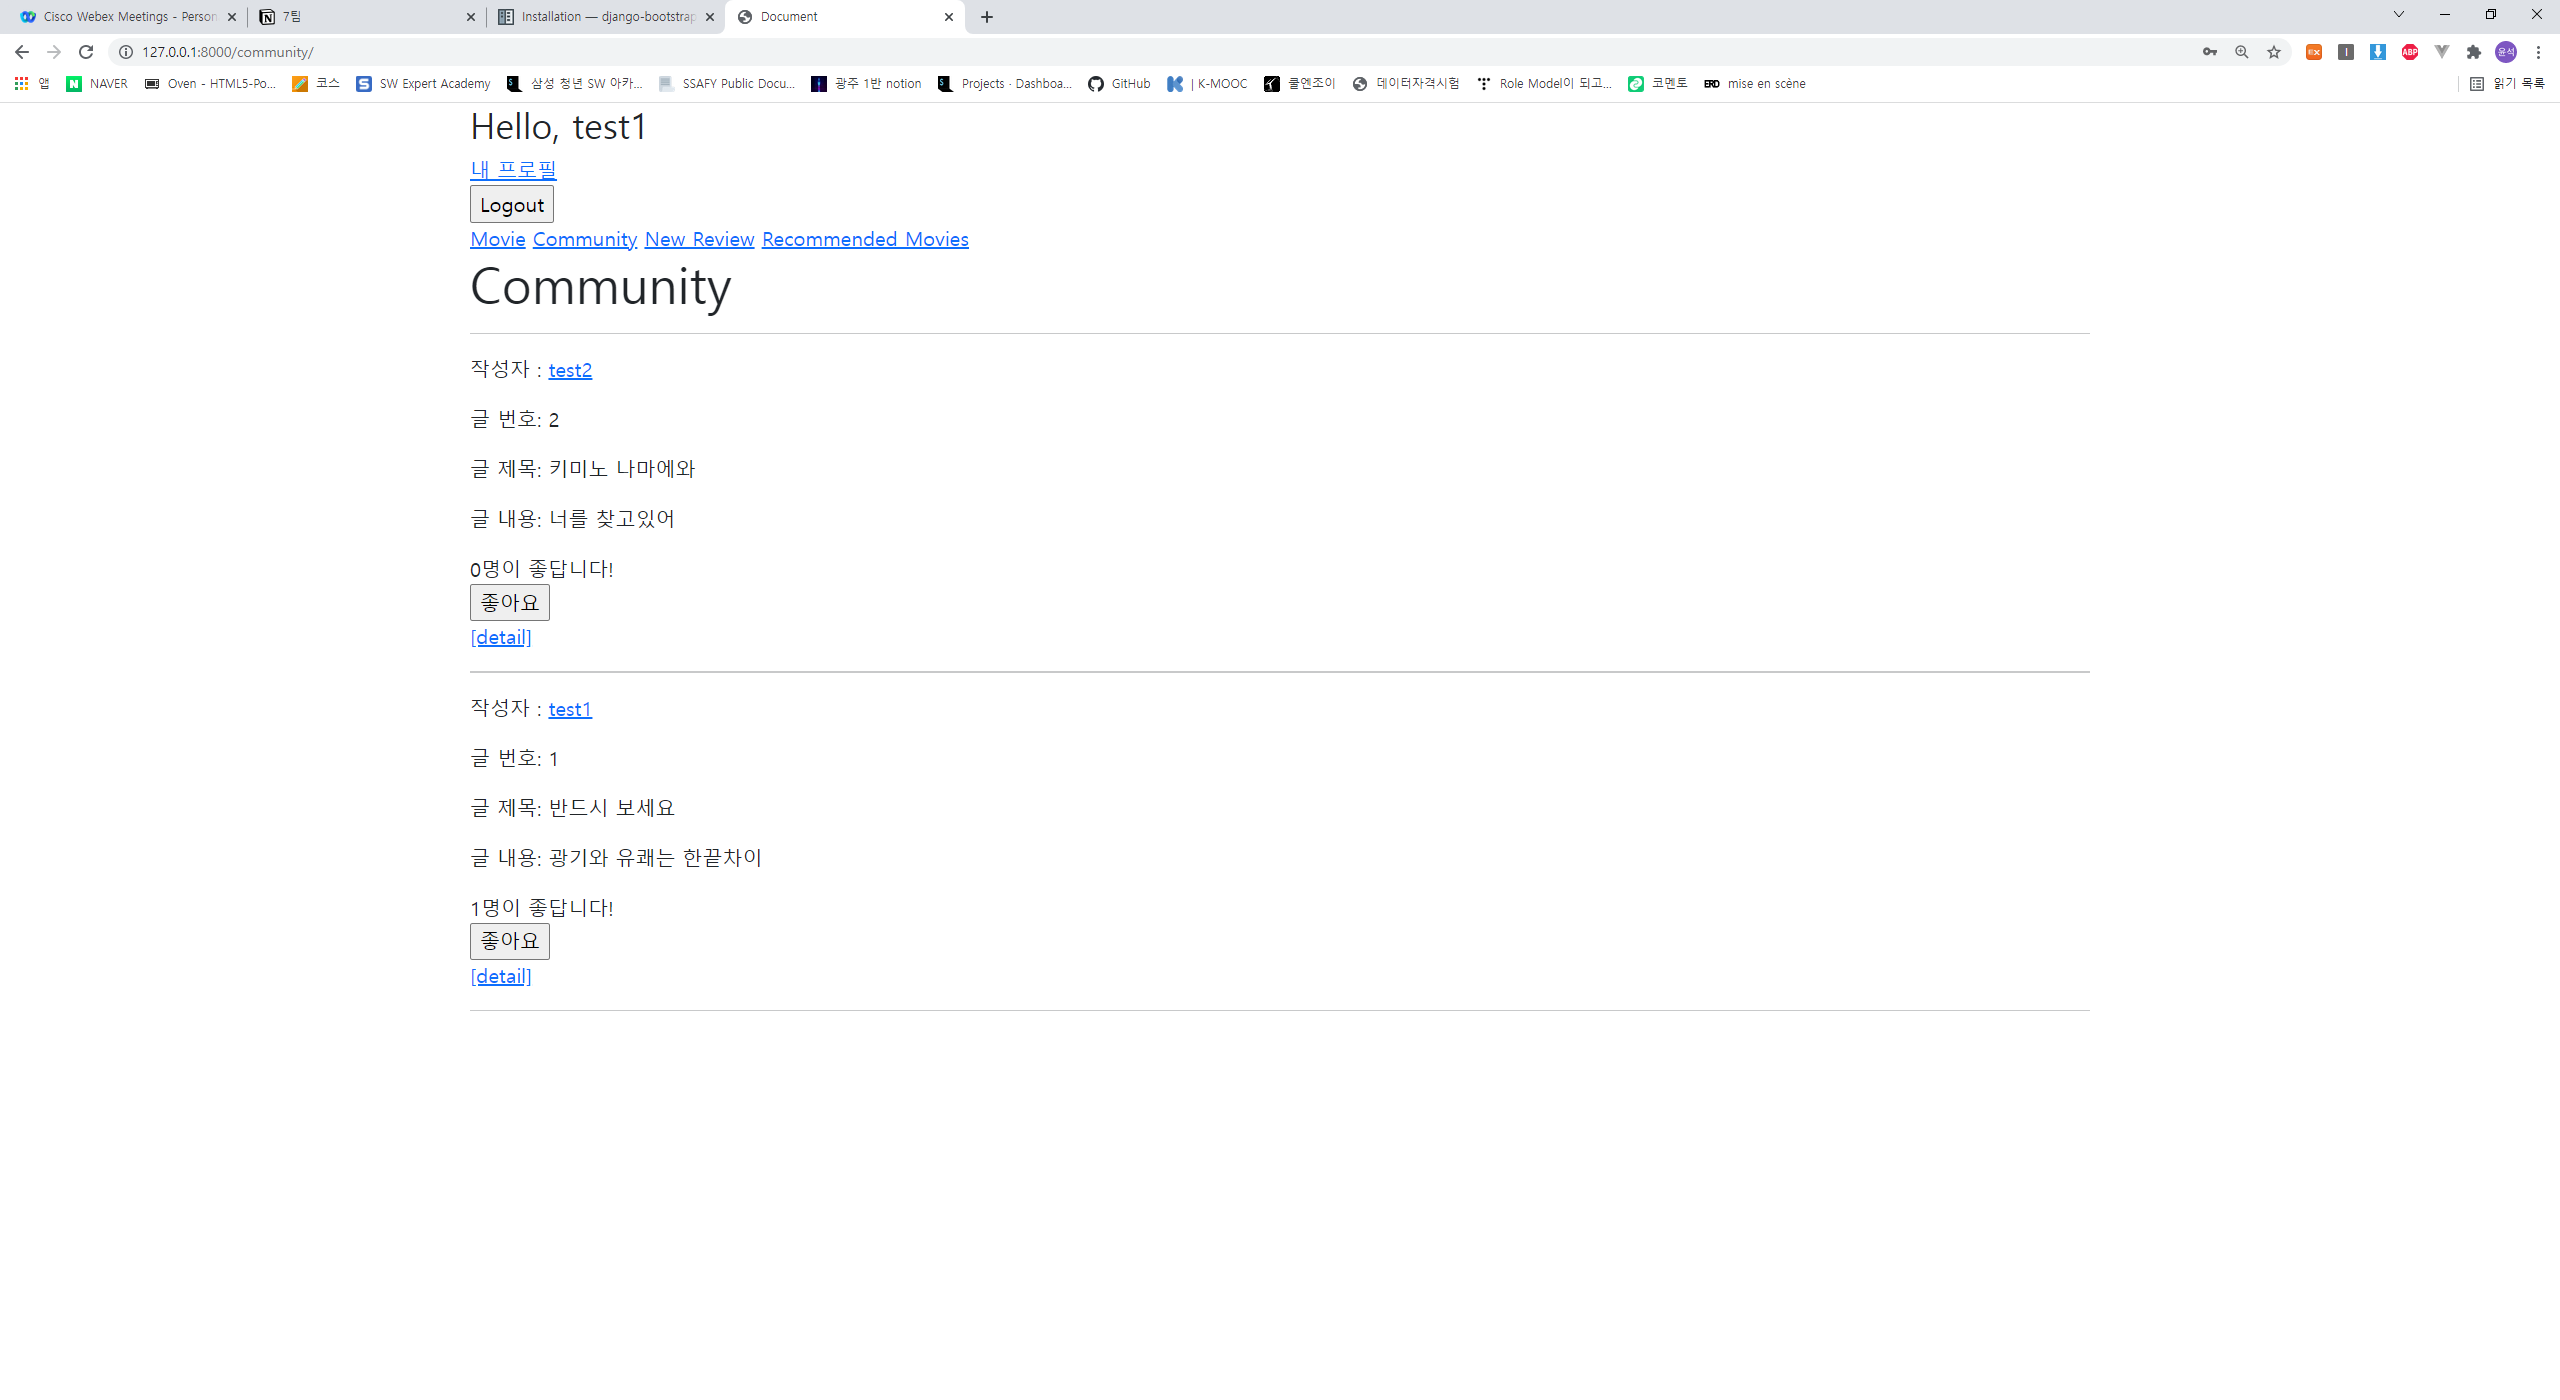 Cisco Webex Meetings - Person
7팀
Installation — django-bootstrap
Document
127.0.0.1:8000/community/
윤석
앱
NAVER
Oven - HTML5-Po...
코스
SW Expert Academy
삼성 청년 SW 아카...
SSAFY Public Docu...
광주 1반 notion
Projects · Dashboa...
GitHub
| K-MOOC
쿨엔조이
데이터자격시험
Role Model이 되고...
코멘토
ERD mise en scène
읽기 목록
Hello, test1
내 프로필
Logout
Movie Community New Review Recommended Movies
Community
작성자 : test2
글 번호: 2
글 제목: 키미노 나마에와
글 내용: 너를 찾고있어
0명이 좋답니다!
좋아요
[detail]
작성자 : test1
글 번호: 1
글 제목: 반드시 보세요
글 내용: 광기와 유쾌는 한끝차이
1명이 좋답니다!
좋아요
[detail]